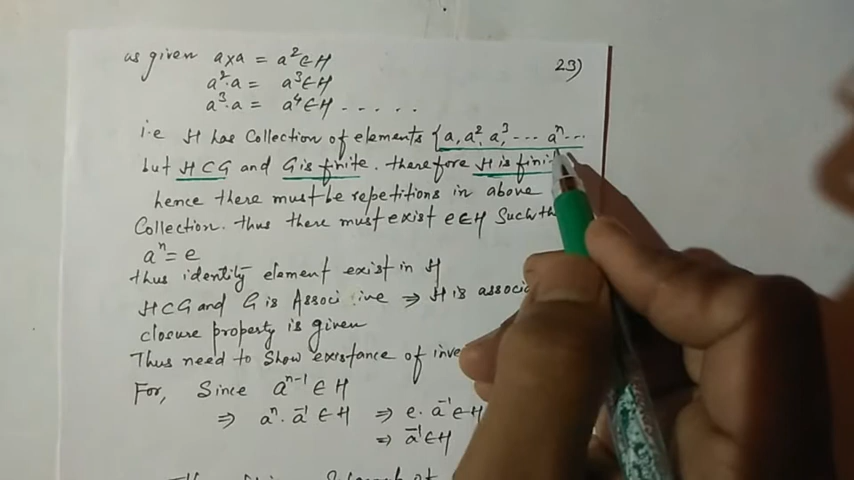 as given a×a = a²∈H
23)
a².a = a³∈H
a³.a = a⁴∈H .....
i.e H has Collection of elements {a, a², a³, --- aⁿ...
but H⊂G and G is finite. therefore H is fini
hence there must be repetitions in above
Collection. thus there must exist e∈H Such th
aⁿ = e
thus identity element exist in H
H⊂G and G is Associ ive ⇒ H is associ
closure property is given
Thus need to Show existance of inve
For, Since aⁿ⁻¹ ∈ H
⇒ aⁿ. a⁻¹ ∈ H ⇒ e. a⁻¹∈H
⇒ a⁻¹∈H